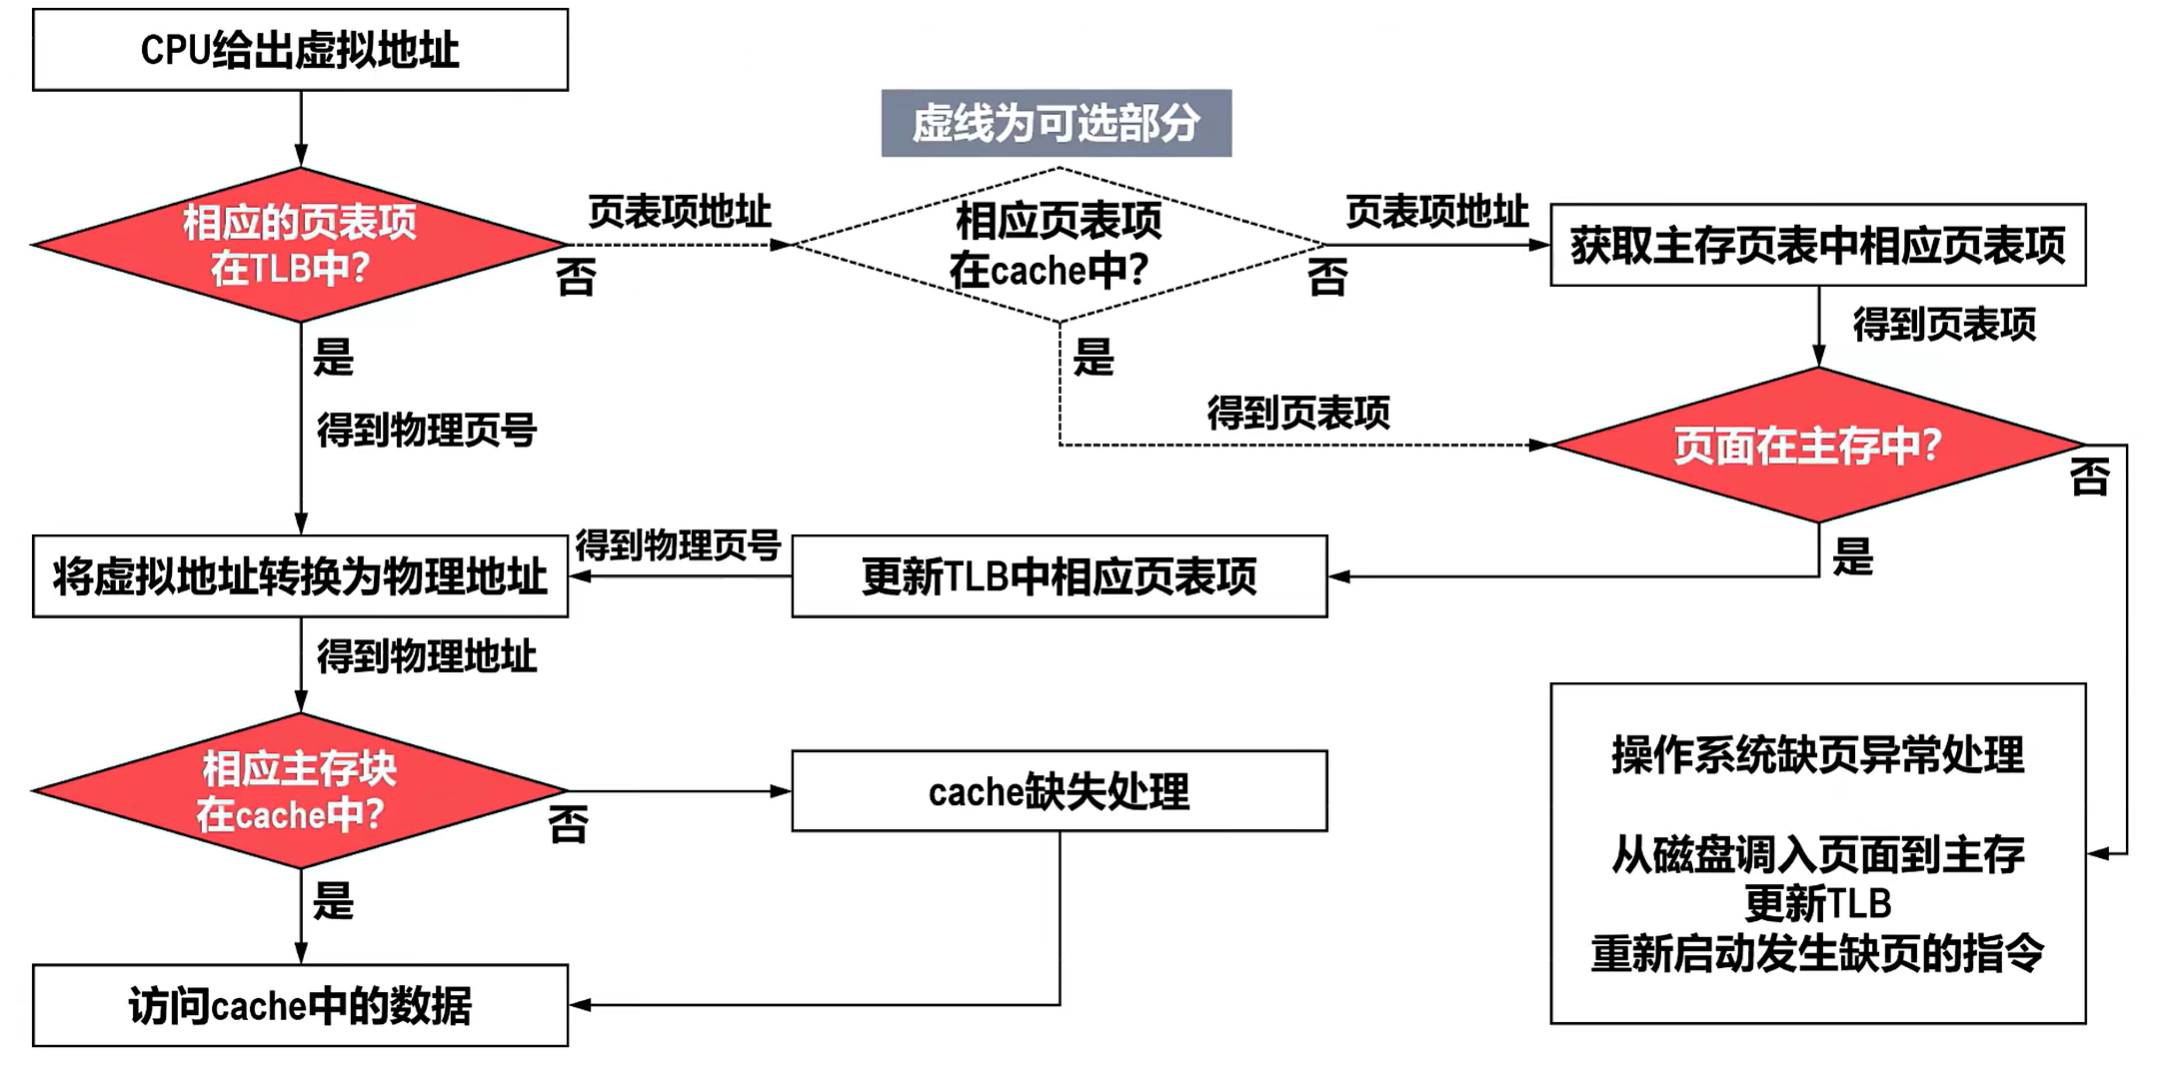 CPU给出虚拟地址
虚线为可选部分
相应的页表项
在TLB中？
否
页表项地址
相应页表项
在cache中？
否
页表项地址
获取主存页表中相应页表项
是
得到物理页号
是
得到页表项
得到页表项
页面在主存中？
否
是
将虚拟地址转换为物理地址
得到物理页号
更新TLB中相应页表项
得到物理地址
相应主存块
在cache中？
否
cache缺失处理
是
访问cache中的数据
操作系统缺页异常处理
从磁盘调入页面到主存
更新TLB
重新启动发生缺页的指令